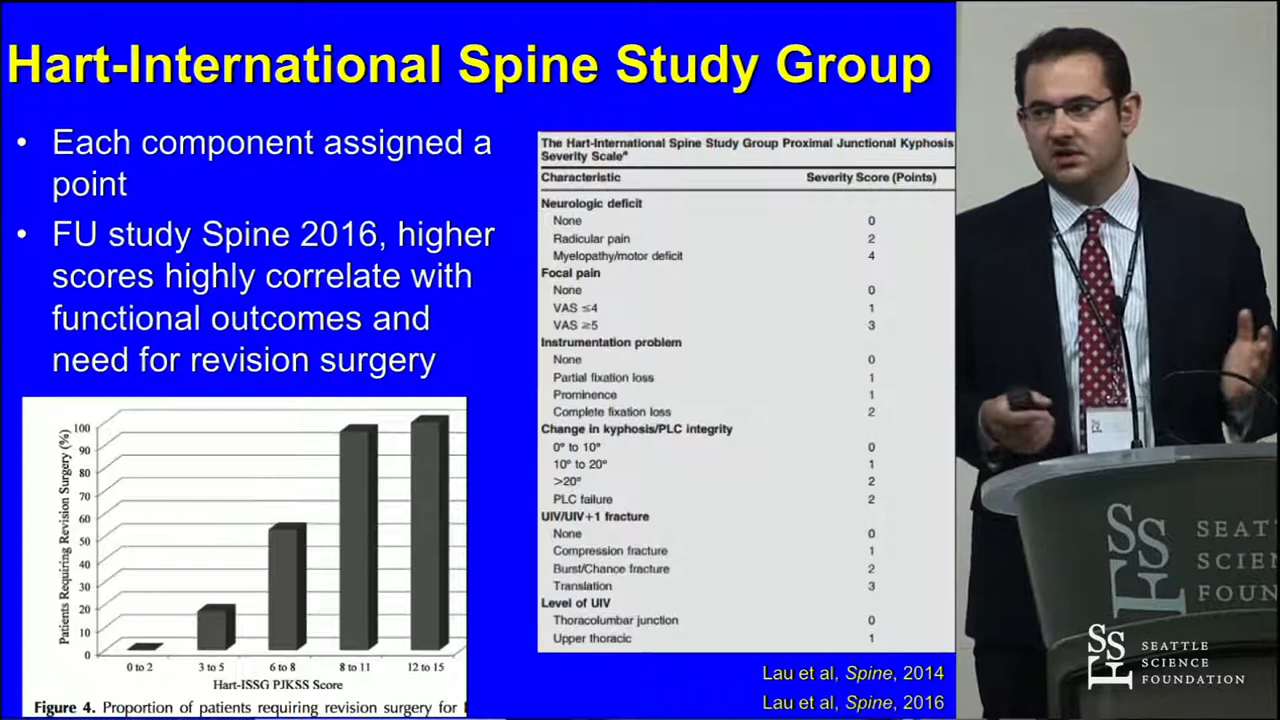 Hart-International Spine Study Group
• Each component assigned a
point
• FU study Spine 2016, higher
scores highly correlate with
functional outcomes and
need for revision surgery
Patients Requiring Revision Surgery (%)
100
90
80
70
60
50
40
30
20
10
0
0 to 2 3 to 5 6 to 8 8 to 11 12 to 15
Hart-ISSG PJKSS Score
Figure 4. Proportion of patients requiring revision surgery for
The Hart-International Spine Study Group Proximal Junctional Kyphosis
Severity Scaleª
Characteristic Severity Score (Points)
Neurologic deficit
None 0
Radicular pain 2
Myelopathy/motor deficit 4
Focal pain
None 0
VAS ≤4 1
VAS ≥5 3
Instrumentation problem
None 0
Partial fixation loss 1
Prominence 1
Complete fixation loss 2
Change in kyphosis/PLC integrity
0° to 10° 0
10° to 20° 1
>20° 2
PLC failure 2
UIV/UIV+1 fracture
None 0
Compression fracture 1
Burst/Chance fracture 2
Translation 3
Level of UIV
Thoracolumbar junction 0
Upper thoracic 1
Lau et al, Spine, 2014
Lau et al, Spine, 2016
SSF
SEAT
SCIEN
FOUN
SSF
SEATTLE
SCIENCE
FOUNDATION